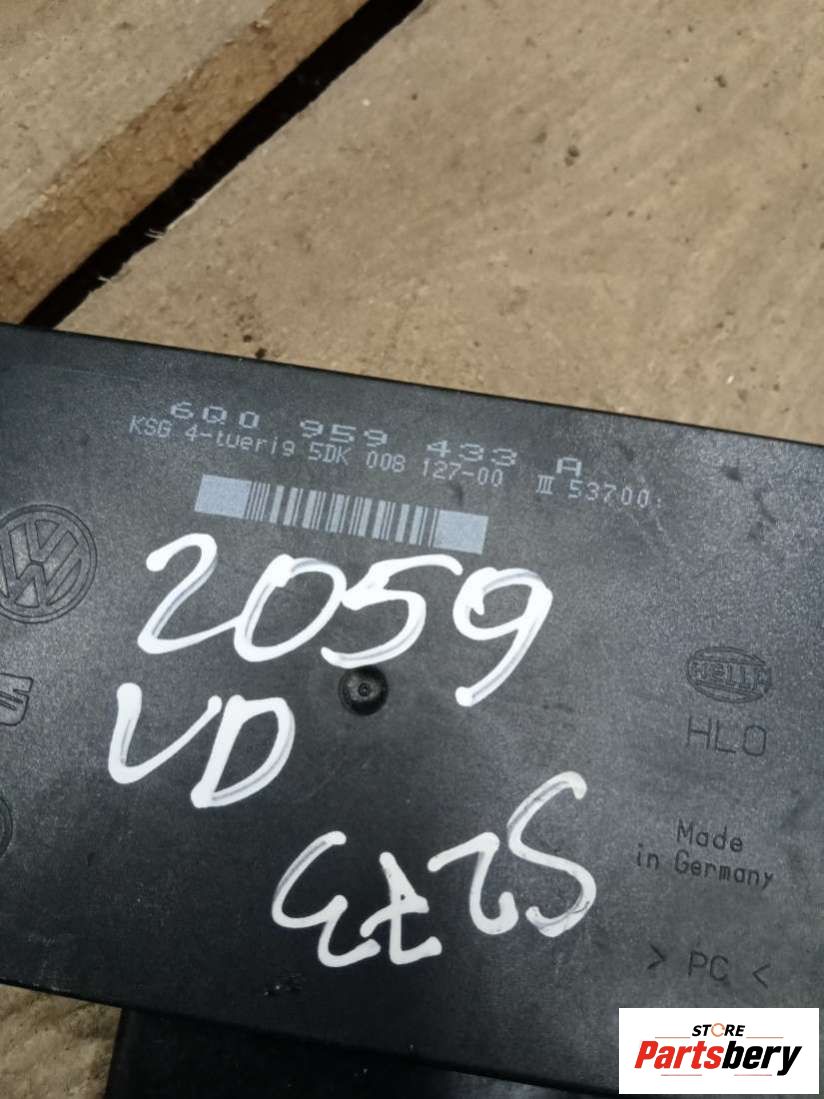 6Q0 959 433 A
KSG 4-tuerig 5DK 008 127-00 III 53700
2059
VD
Hella
HLO
Made
in Germany
> PC <
STORE
Partsbery